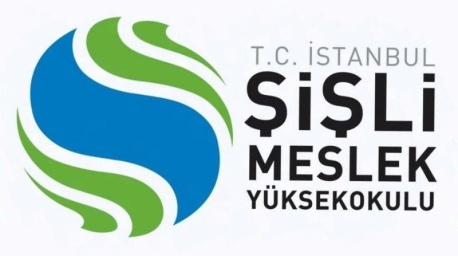 T.C. İSTANBUL
ŞİŞLİ
MESLEK
YÜKSEKOKULU